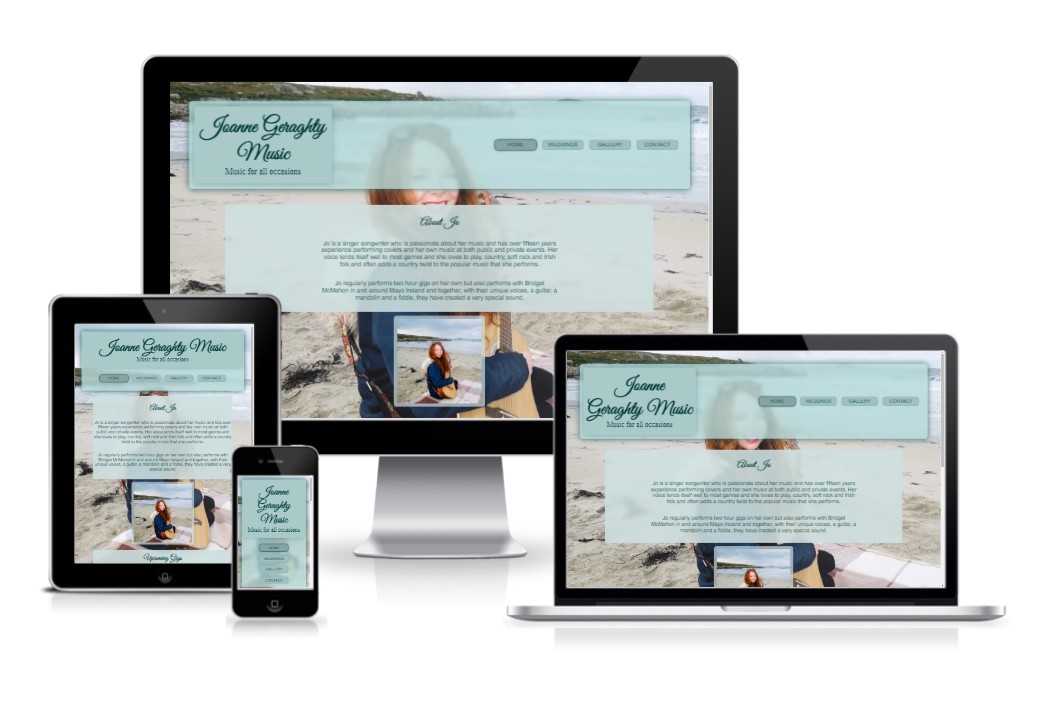 Joanne Geraghty
Music
Music for all occasions
HOME
WEDDINGS
GALLERY
CONTACT
About Jo
Jo is a singer songwriter who is passionate about her music and has over fifteen years
experience performing covers and her own music at both public and private events. Her
voice lends itself well to most genres and she loves to play, country, soft rock and Irish
folk and often adds a country twist to the popular music that she performs.
Jo regularly performs two hour gigs on her own but also performs with Bridget
McMahon in and around Mayo Ireland and together, with their unique voices, a guitar, a
mandolin and a fiddle, they have created a very special sound.
Joanne Geraghty Music
Music for all occasions
HOME
WEDDINGS
GALLERY
CONTACT
About Jo
Jo is a singer songwriter who is passionate about her music and has over
fifteen years experience performing covers and her own music at both
public and private events. Her voice lends itself well to most genres and
she loves to play, country, soft rock and Irish folk and often adds a country
twist to the popular music that she performs.
Jo regularly performs two hour gigs on her own but also performs with
Bridget McMahon in and around Mayo Ireland and together, with their
unique voices, a guitar, a mandolin and a fiddle, they have created a very
special sound.
Upcoming Gigs
Joanne
Geraghty
Music
Music for all occasions
HOME
WEDDINGS
GALLERY
CONTACT
Joanne
Geraghty Music
Music for all occasions
HOME
WEDDINGS
GALLERY
CONTACT
About Jo
Jo is a singer songwriter who is passionate about her music and has over fifteen years
experience performing covers and her own music at both public and private events. Her
voice lends itself well to most genres and she loves to play, country, soft rock and Irish
folk and often adds a country twist to the popular music that she performs.
Jo regularly performs two hour gigs on her own but also performs with Bridget
McMahon in and around Mayo Ireland and together, with their unique voices, a guitar, a
mandolin and a fiddle, they have created a very special sound.